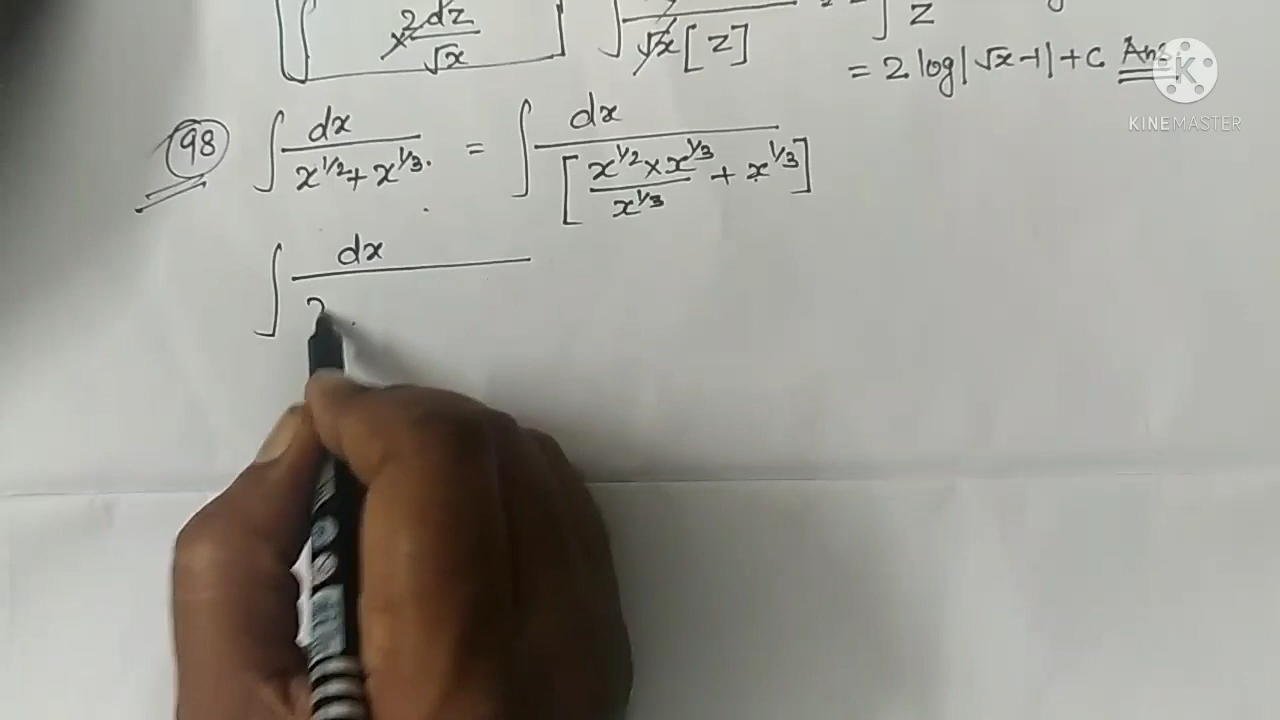 ∫ 2dz/√x ∫ /√x[z] ∫ z
= 2 log|√x-1|+C Ans
K
KINEMASTER
98 ∫ dx/(x^1/2 + x^1/3) = ∫ dx/[(x^1/2 × x^1/3)/x^1/3 + x^1/3]
∫ dx